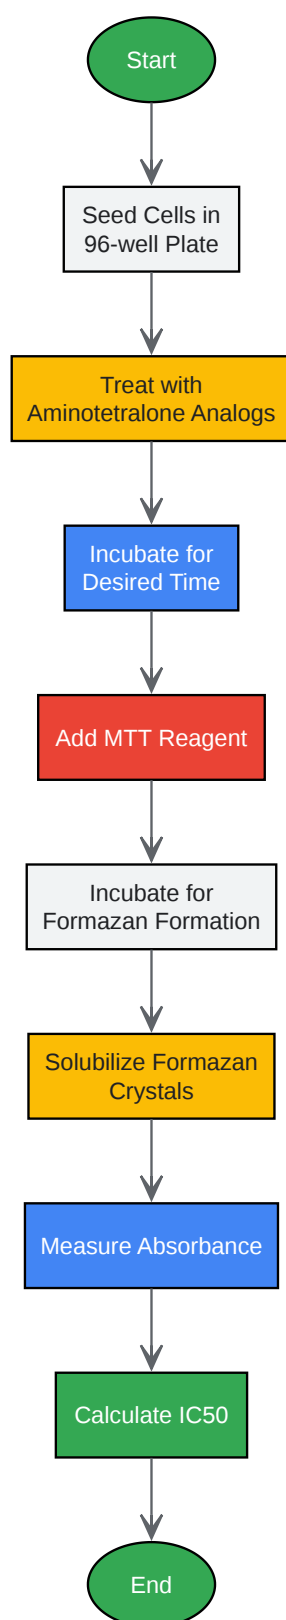 Start
Seed Cells in
96-well Plate
Treat with
Aminotetralone Analogs
Incubate for
Desired Time
Add MTT Reagent
Incubate for
Formazan Formation
Solubilize Formazan
Crystals
Measure Absorbance
Calculate IC50
End